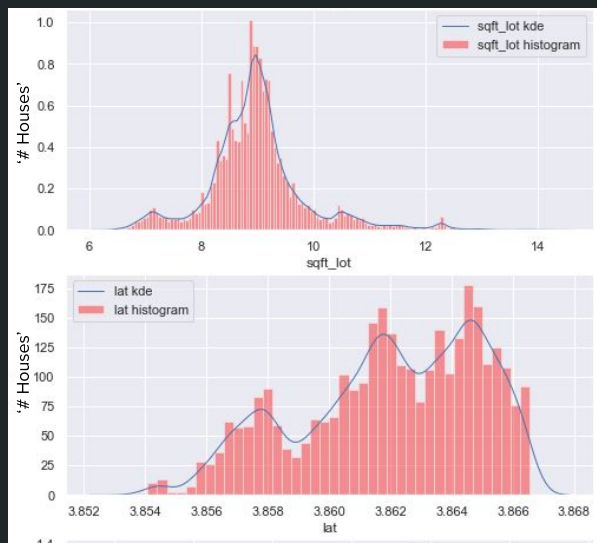 sqft_lot kde
sqft_lot histogram
1.0
0.8
0.6
0.4
0.2
0.0
'# Houses'
6 8 10 12 14
sqft_lot
lat kde
lat histogram
175
150
125
100
75
50
25
0
'# Houses'
3.852 3.854 3.856 3.858 3.860 3.862 3.864 3.866 3.868
lat